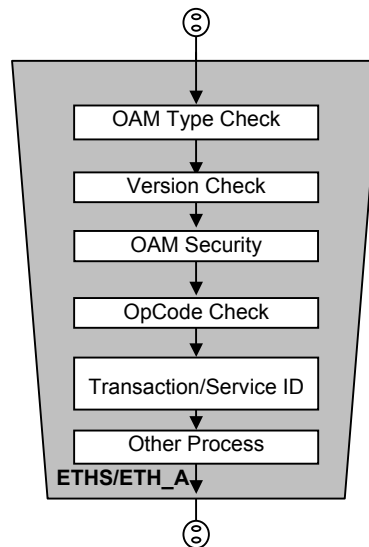 OAM Type Check
Version Check
OAM Security
OpCode Check
Transaction/Service ID
Other Process
ETHS/ETH_A